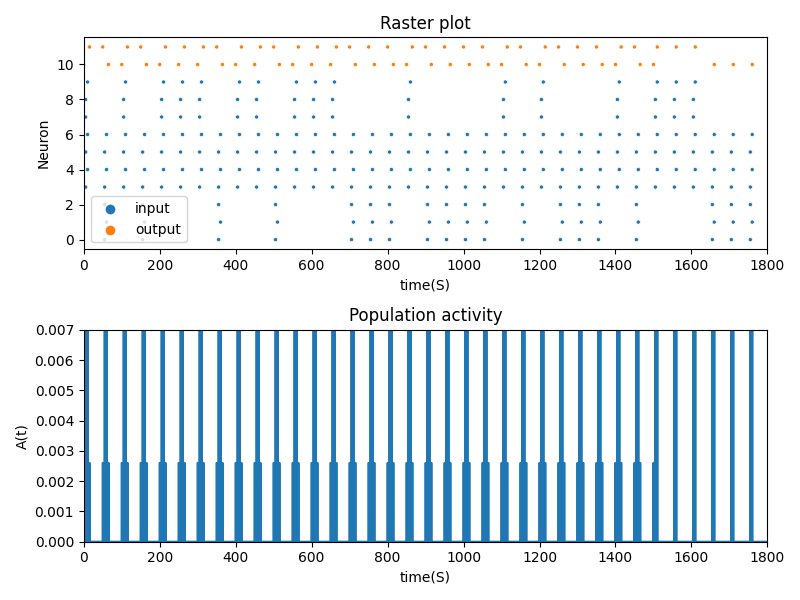 Raster plot
10
8
6
4
2
0
Neuron
input
output
0 200 400 600 800 1000 1200 1400 1600 1800
time(S)
Population activity
0.007
0.006
0.005
0.004
0.003
0.002
0.001
0.000
A(t)
0 200 400 600 800 1000 1200 1400 1600 1800
time(S)